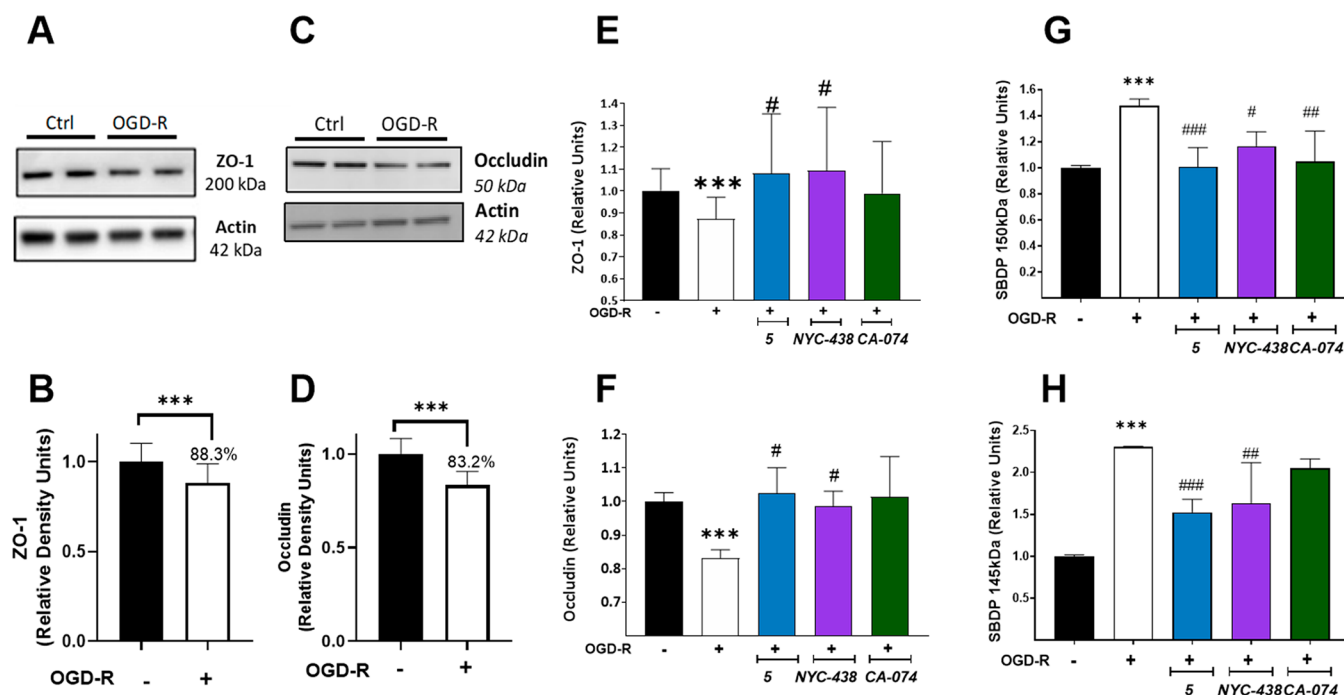 A
Ctrl
OGD-R
ZO-1
200 kDa
Actin
42 kDa
C
Ctrl
OGD-R
Occludin
50 kDa
Actin
42 kDa
E
ZO-1 (Relative Units)
1.4
1.3
1.2
1.1
1.0
0.9
0.8
0.7
0.6
0.5
***
#
#
OGD-R
-
+
+
+
+
5
NYC-438
CA-074
G
SBDP 150kDa (Relative Units)
1.6
1.4
1.2
1.0
0.8
0.6
0.4
0.2
***
###
#
##
OGD-R
-
+
+
+
+
5
NYC-438
CA-074
B
ZO-1
(Relative Density Units)
1.0
0.5
0.0
***
88.3%
OGD-R
-
+
D
Occludin
(Relative Density Units)
1.0
0.5
0.0
***
83.2%
OGD-R
-
+
F
Occludin (Relative Units)
1.2
1.1
1.0
0.9
0.8
0.7
***
#
#
OGD-R
-
+
+
+
+
5
NYC-438
CA-074
H
SBDP 145kDa (Relative Units)
2.5
2.0
1.5
1.0
0.5
***
###
##
OGD-R
-
+
+
+
+
5
NYC-438
CA-074